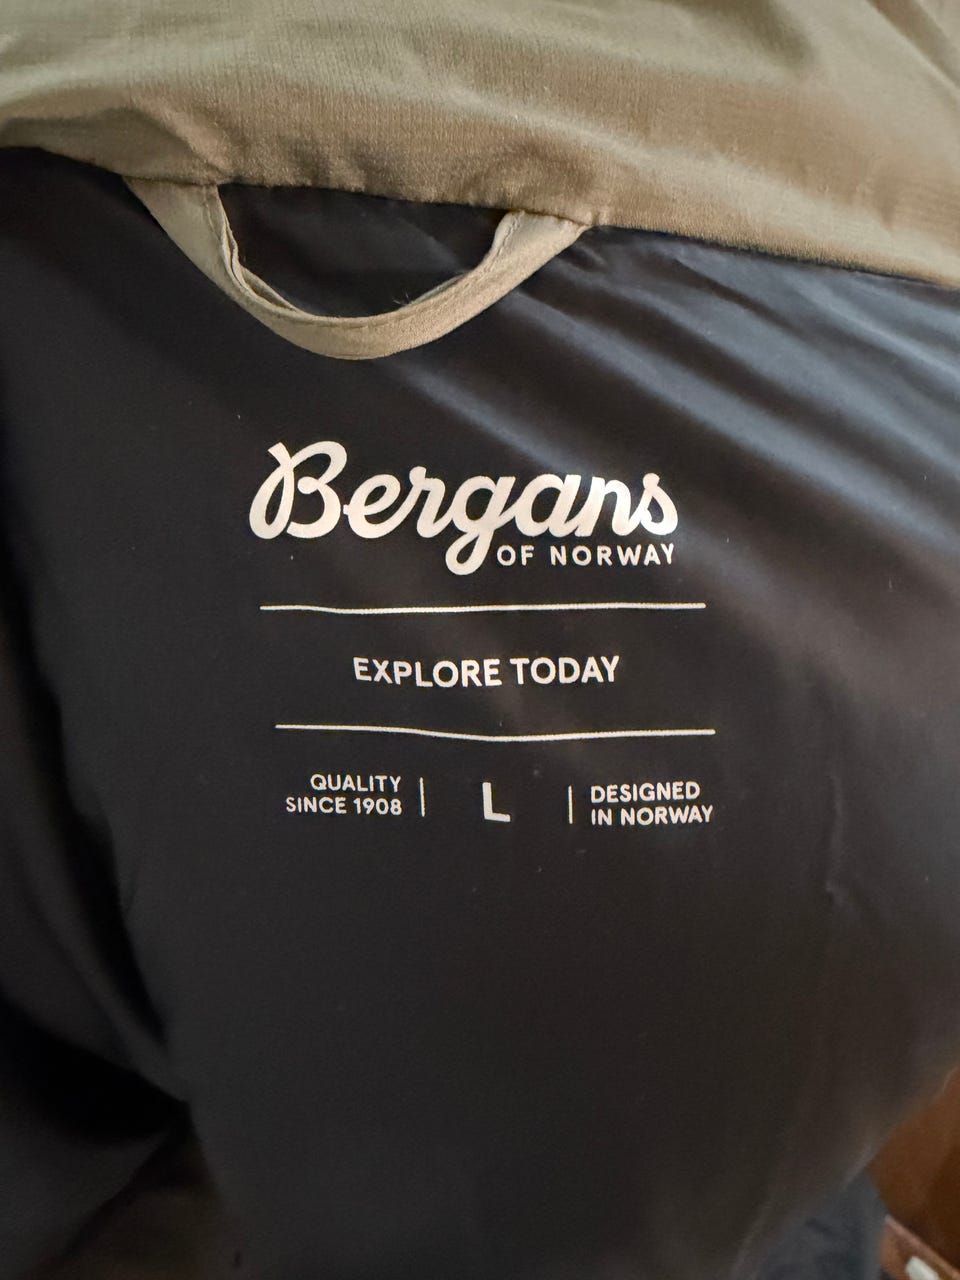 Bergans
OF NORWAY
EXPLORE TODAY
QUALITY
SINCE 1908
L
DESIGNED
IN NORWAY